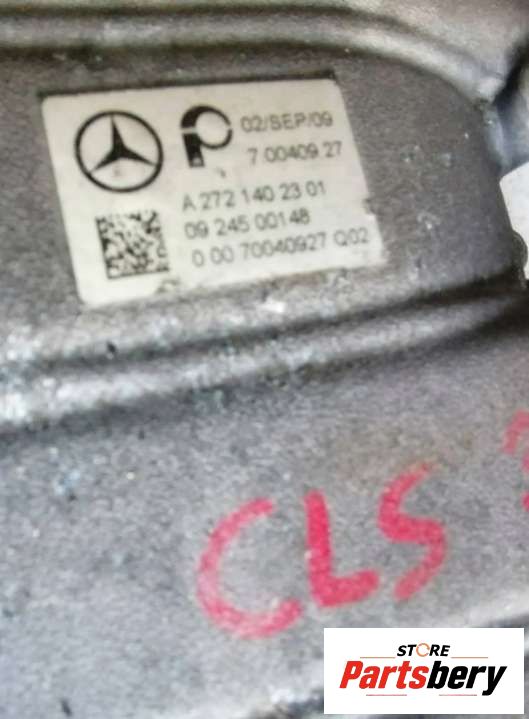 02/SEP/09
7.00409.27
A 272 140 23 01
09 245 00148
0 00 70040927 Q02
CLS
STORE
Partsbery